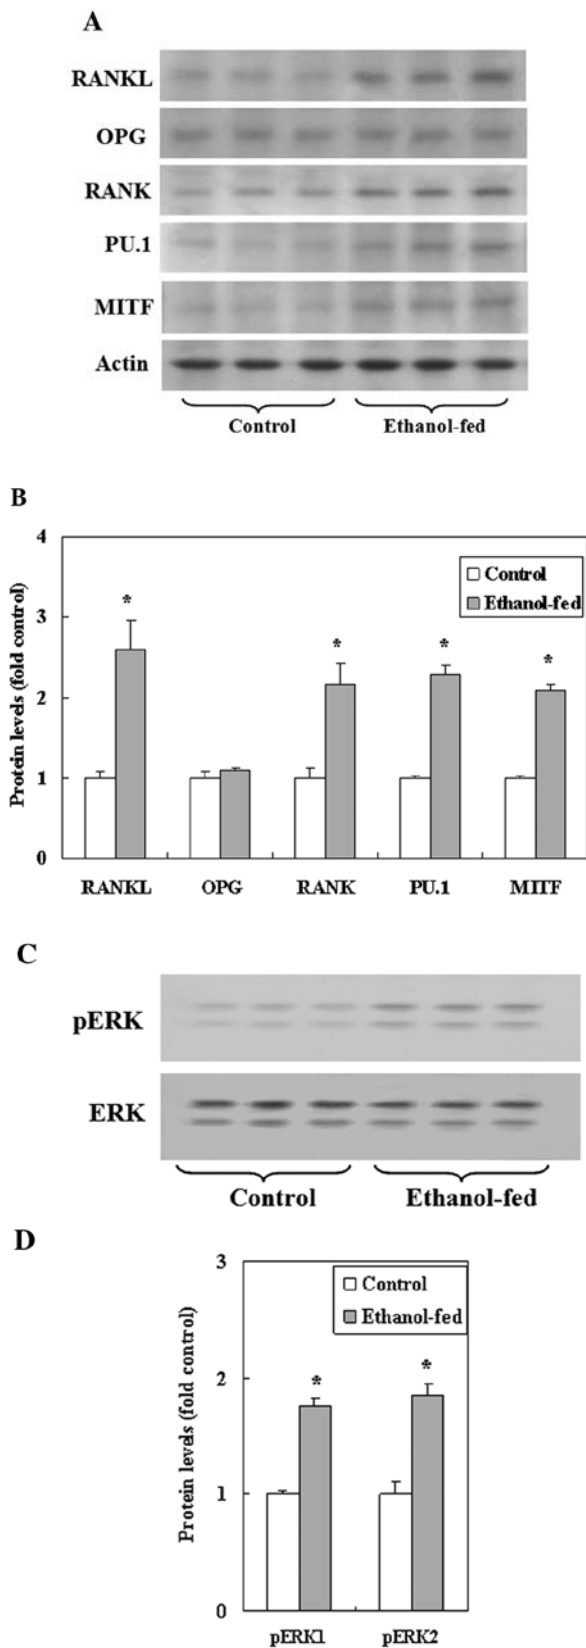 A
RANKL
OPG
RANK
PU.1
MITF
Actin
Control Ethanol-fed
B
Protein levels (fold control)
4
3
2
1
0
Control
Ethanol-fed
* * * *
RANKL OPG RANK PU.1 MITF
C
pERK
ERK
Control Ethanol-fed
D
Protein levels (fold control)
3
2
1
0
Control
Ethanol-fed
* *
pERK1 pERK2